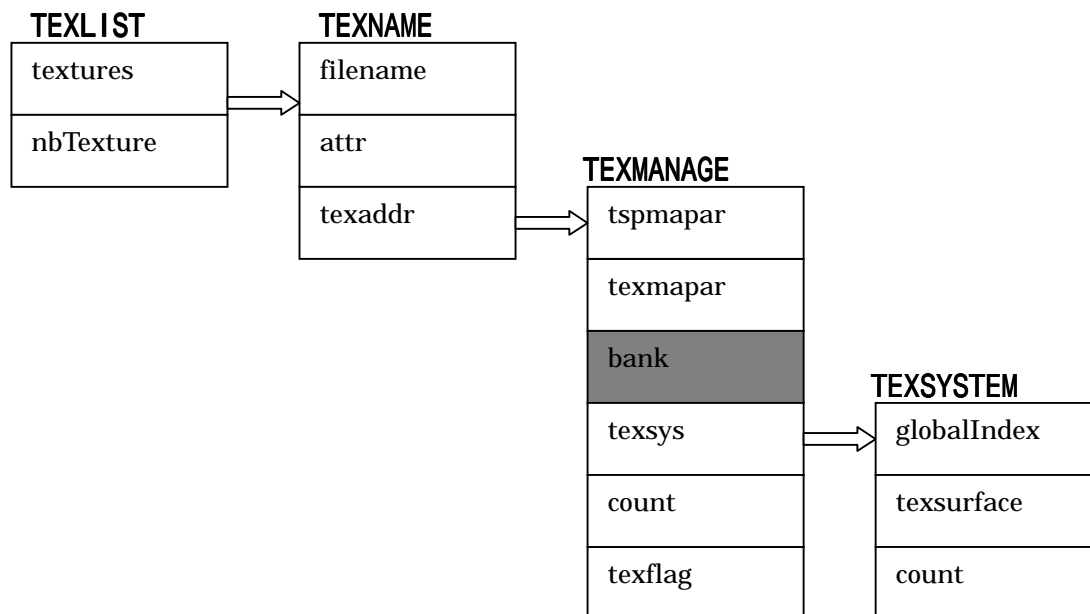 TEXLIST
textures
nbTexture
TEXNAME
filename
attr
texaddr
TEXMANAGE
tspmapar
texmapar
bank
texsys
count
texflag
TEXSYSTEM
globalIndex
texsurface
count